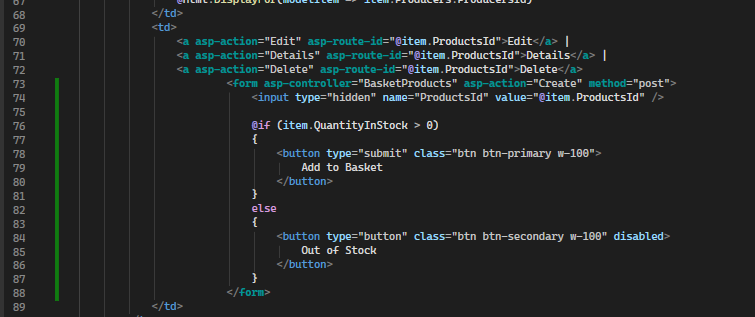 67 @Html.DisplayFor(modelItem => item.Producers.ProducersId)
68 </td>
69 <td>
70 <a asp-action="Edit" asp-route-id="@item.ProductsId">Edit</a> |
71 <a asp-action="Details" asp-route-id="@item.ProductsId">Details</a> |
72 <a asp-action="Delete" asp-route-id="@item.ProductsId">Delete</a>
73 <form asp-controller="BasketProducts" asp-action="Create" method="post">
74 <input type="hidden" name="ProductsId" value="@item.ProductsId" />
75
76 @if (item.QuantityInStock > 0)
77 {
78 <button type="submit" class="btn btn-primary w-100">
79 Add to Basket
80 </button>
81 }
82 else
83 {
84 <button type="button" class="btn btn-secondary w-100" disabled>
85 Out of Stock
86 </button>
87 }
88 </form>
89 </td>